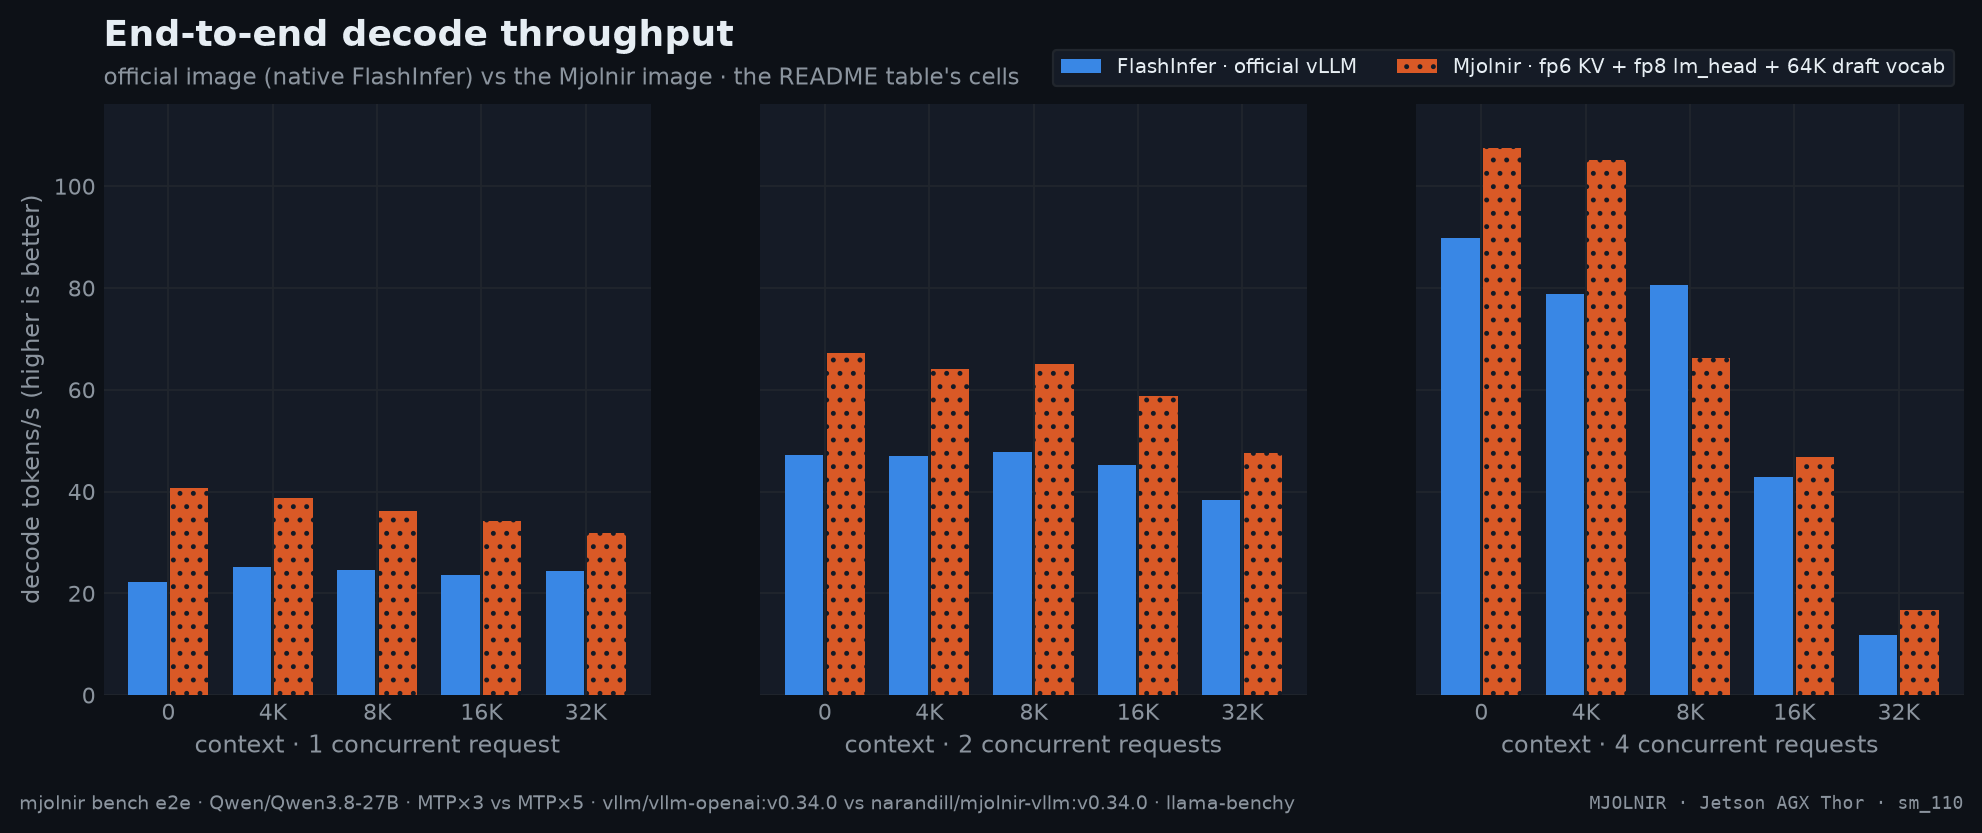 End-to-end decode throughput
official image (native FlashInfer) vs the Mjolnir image · the README table's cells
FlashInfer · official vLLM
Mjolnir · fp6 KV + fp8 lm_head + 64K draft vocab
decode tokens/s (higher is better)
100
80
60
40
20
0
0 4K 8K 16K 32K
context · 1 concurrent request
0 4K 8K 16K 32K
context · 2 concurrent requests
0 4K 8K 16K 32K
context · 4 concurrent requests
mjolnir bench e2e · Qwen/Qwen3.8-27B · MTP×3 vs MTP×5 · vllm/vllm-openai:v0.34.0 vs narandill/mjolnir-vllm:v0.34.0 · llama-benchy
MJOLNIR · Jetson AGX Thor · sm_110